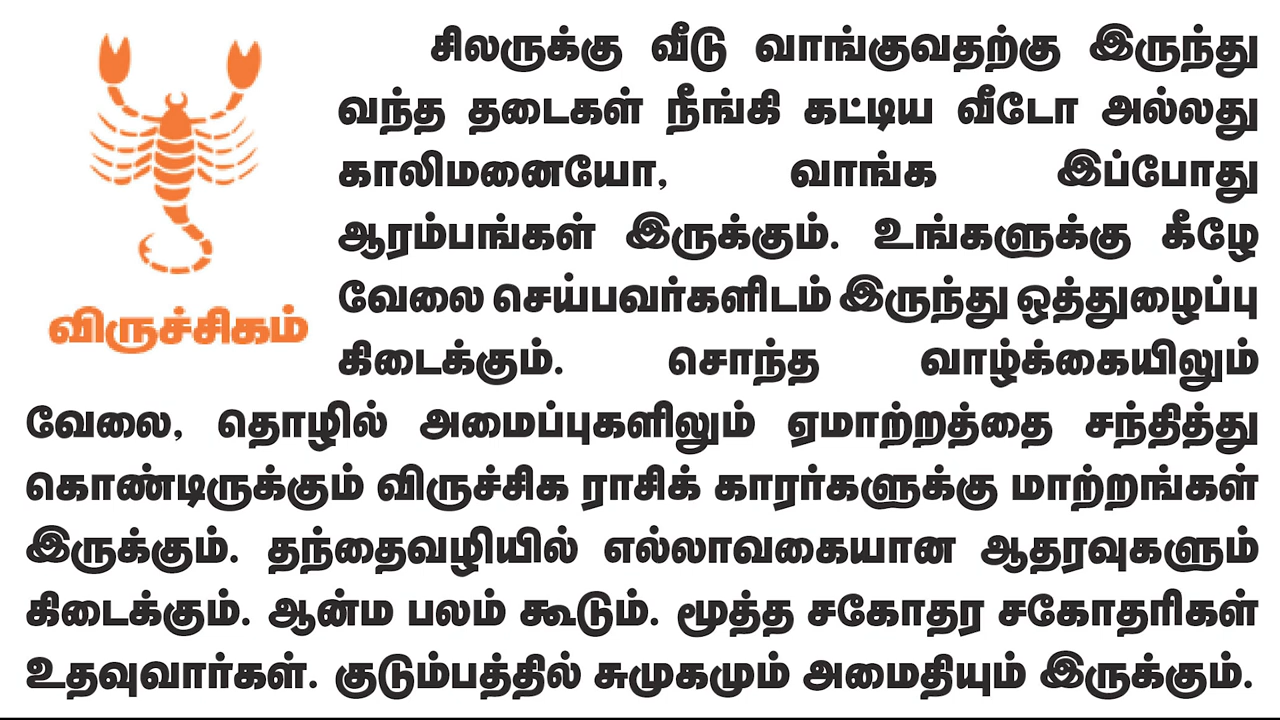 சிலருக்கு வீடு வாங்குவதற்கு இருந்து
வந்த தடைகள் நீங்கி கட்டிய வீடோ அல்லது
காலிமனையோ, வாங்க இப்போது
ஆரம்பங்கள் இருக்கும். உங்களுக்கு கீழே
வேலை செய்பவர்களிடம் இருந்து ஒத்துழைப்பு
விருச்சிகம்
கிடைக்கும். சொந்த வாழ்க்கையிலும்
வேலை, தொழில் அமைப்புகளிலும் ஏமாற்றத்தை சந்தித்து
கொண்டிருக்கும் விருச்சிக ராசிக் காரர்களுக்கு மாற்றங்கள்
இருக்கும். தந்தைவழியில் எல்லாவகையான ஆதரவுகளும்
கிடைக்கும். ஆன்ம பலம் கூடும். மூத்த சகோதர சகோதரிகள்
உதவுவார்கள். குடும்பத்தில் சுமுகமும் அமைதியும் இருக்கும்.